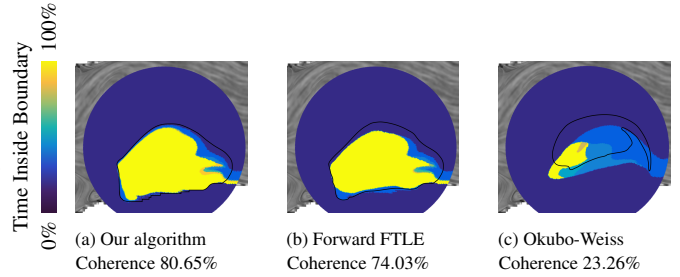 Time Inside Boundary
100%
0%
(a) Our algorithm
Coherence 80.65%
(b) Forward FTLE
Coherence 74.03%
(c) Okubo-Weiss
Coherence 23.26%